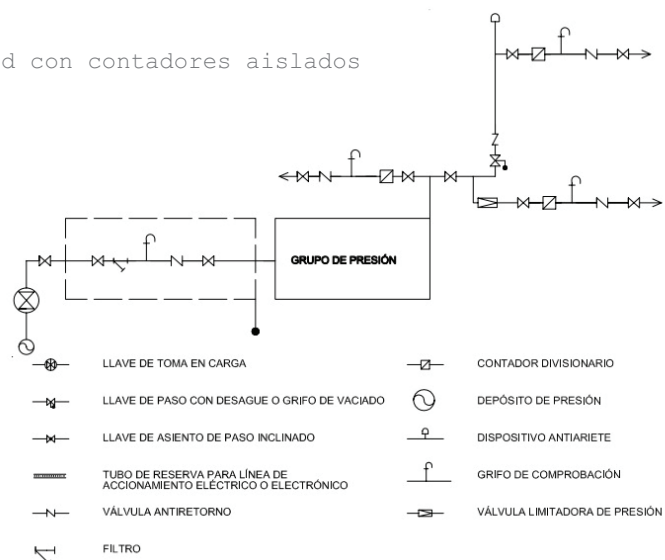 d con contadores aislados
GRUPO DE PRESIÓN
LLAVE DE TOMA EN CARGA
LLAVE DE PASO CON DESAGUE O GRIFO DE VACIADO
LLAVE DE ASIENTO DE PASO INCLINADO
TUBO DE RESERVA PARA LÍNEA DE
ACCIONAMIENTO ELÉCTRICO O ELECTRÓNICO
VÁLVULA ANTIRETORNO
FILTRO
CONTADOR DIVISIONARIO
DEPÓSITO DE PRESIÓN
DISPOSITIVO ANTIARIETE
GRIFO DE COMPROBACIÓN
VÁLVULA LIMITADORA DE PRESIÓN